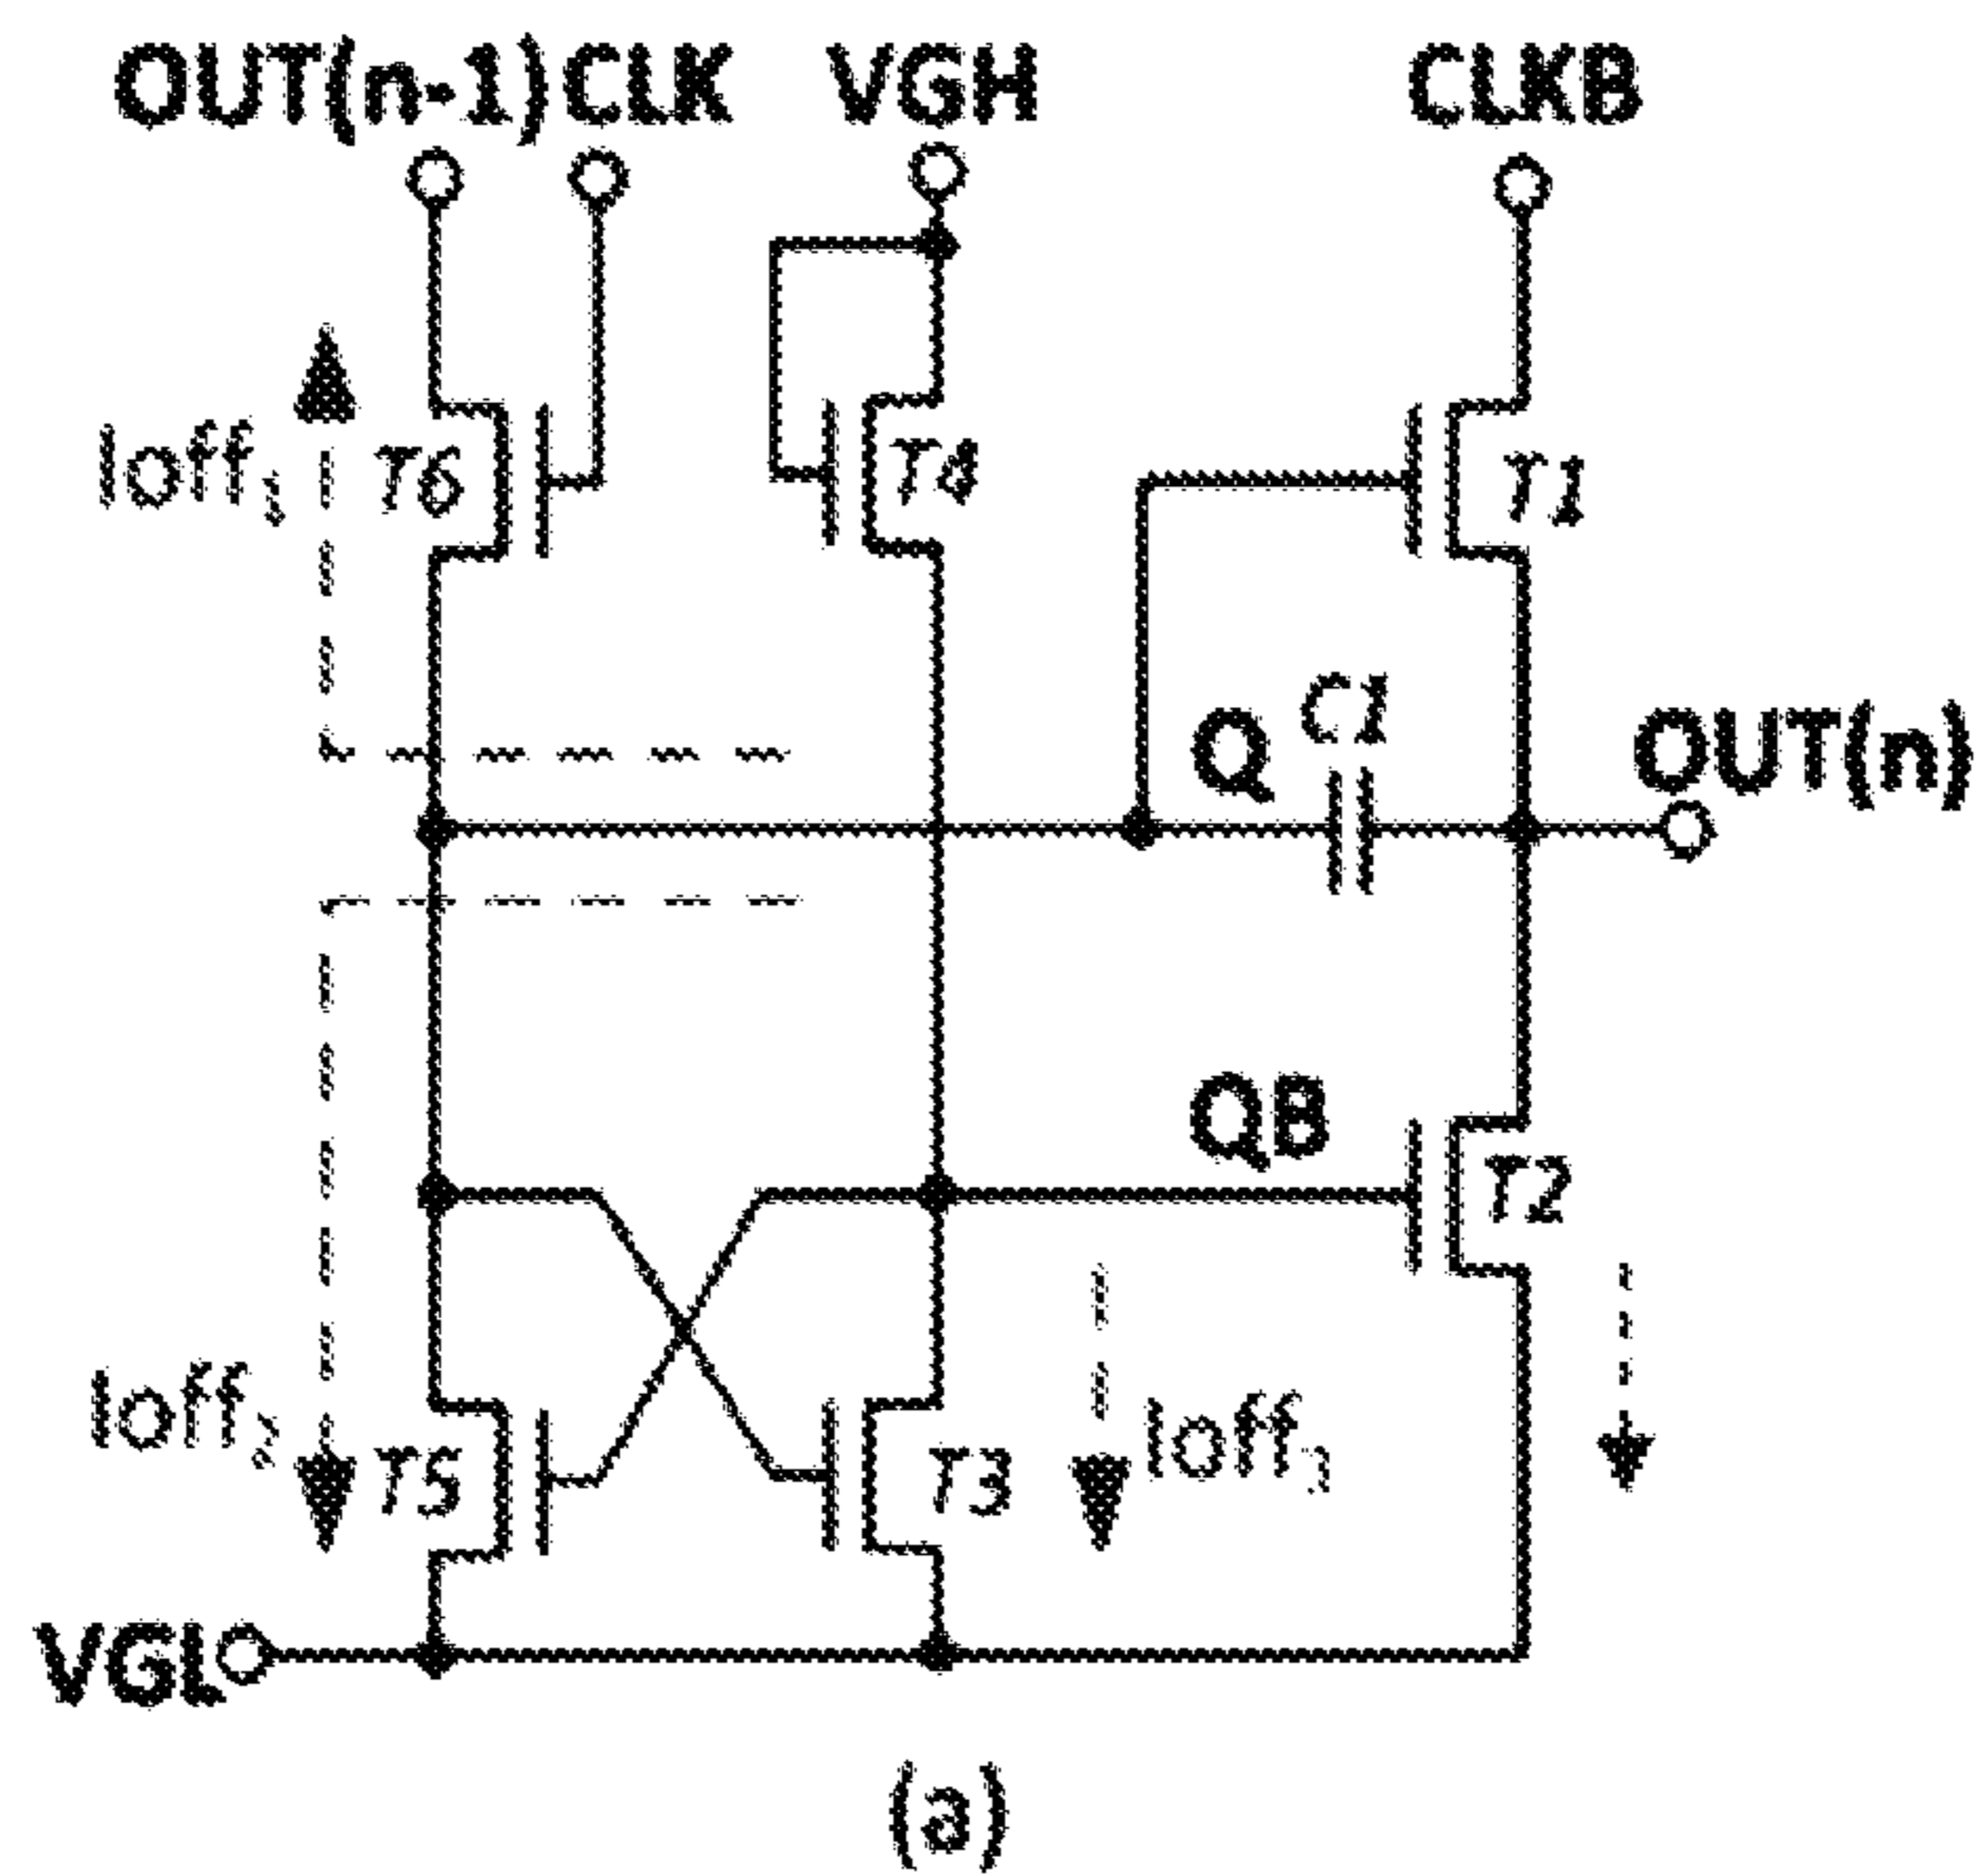 OUT(n-1) CLK VGH CLKB
Ioff1 T6 T4 T1
Q C1 OUT(n)
QB
T2
Ioff2 T5 T3 Ioff3
VGL
(a)